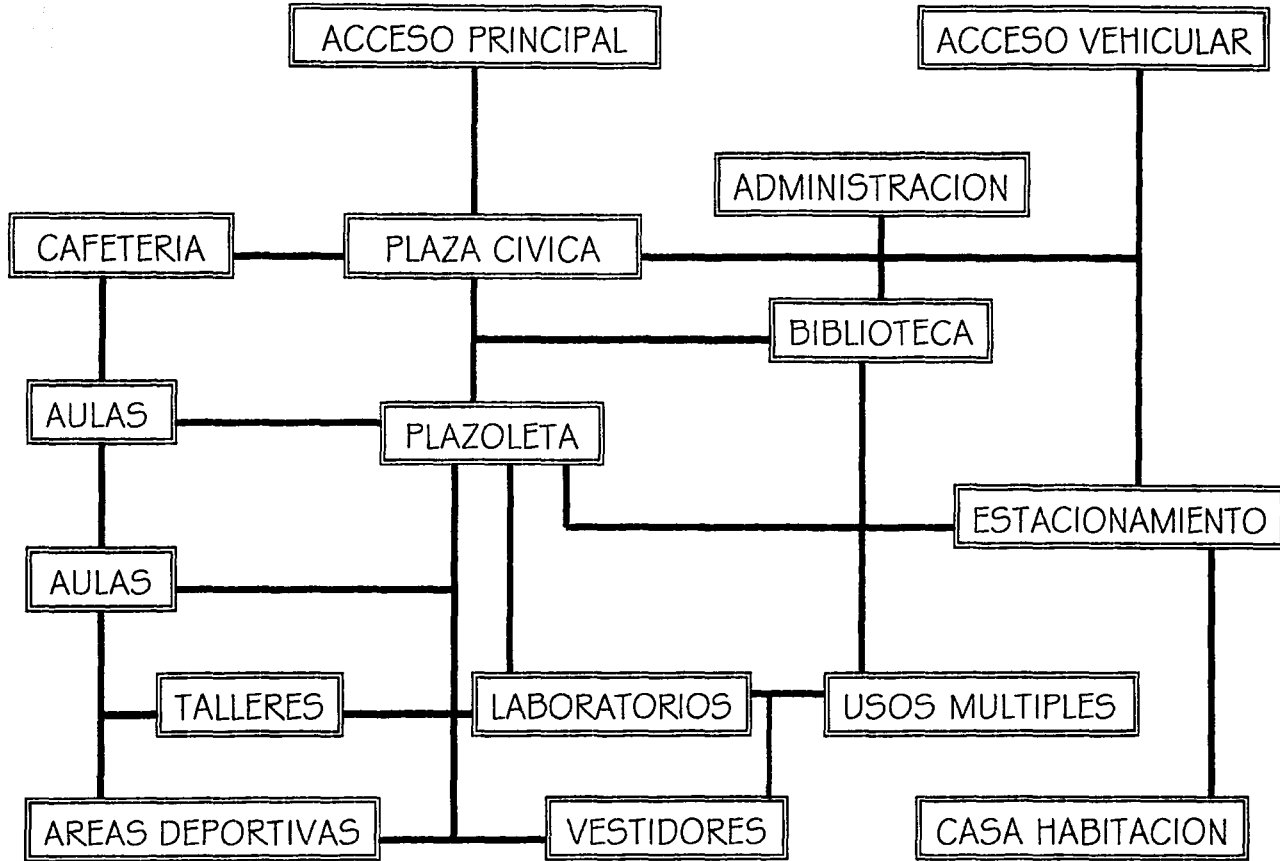 ACCESO PRINCIPAL
ACCESO VEHICULAR
ADMINISTRACION
CAFETERIA
PLAZA CIVICA
BIBLIOTECA
AULAS
PLAZOLETA
ESTACIONAMIENTO
AULAS
TALLERES
LABORATORIOS
USOS MULTIPLES
AREAS DEPORTIVAS
VESTIDORES
CASA HABITACION